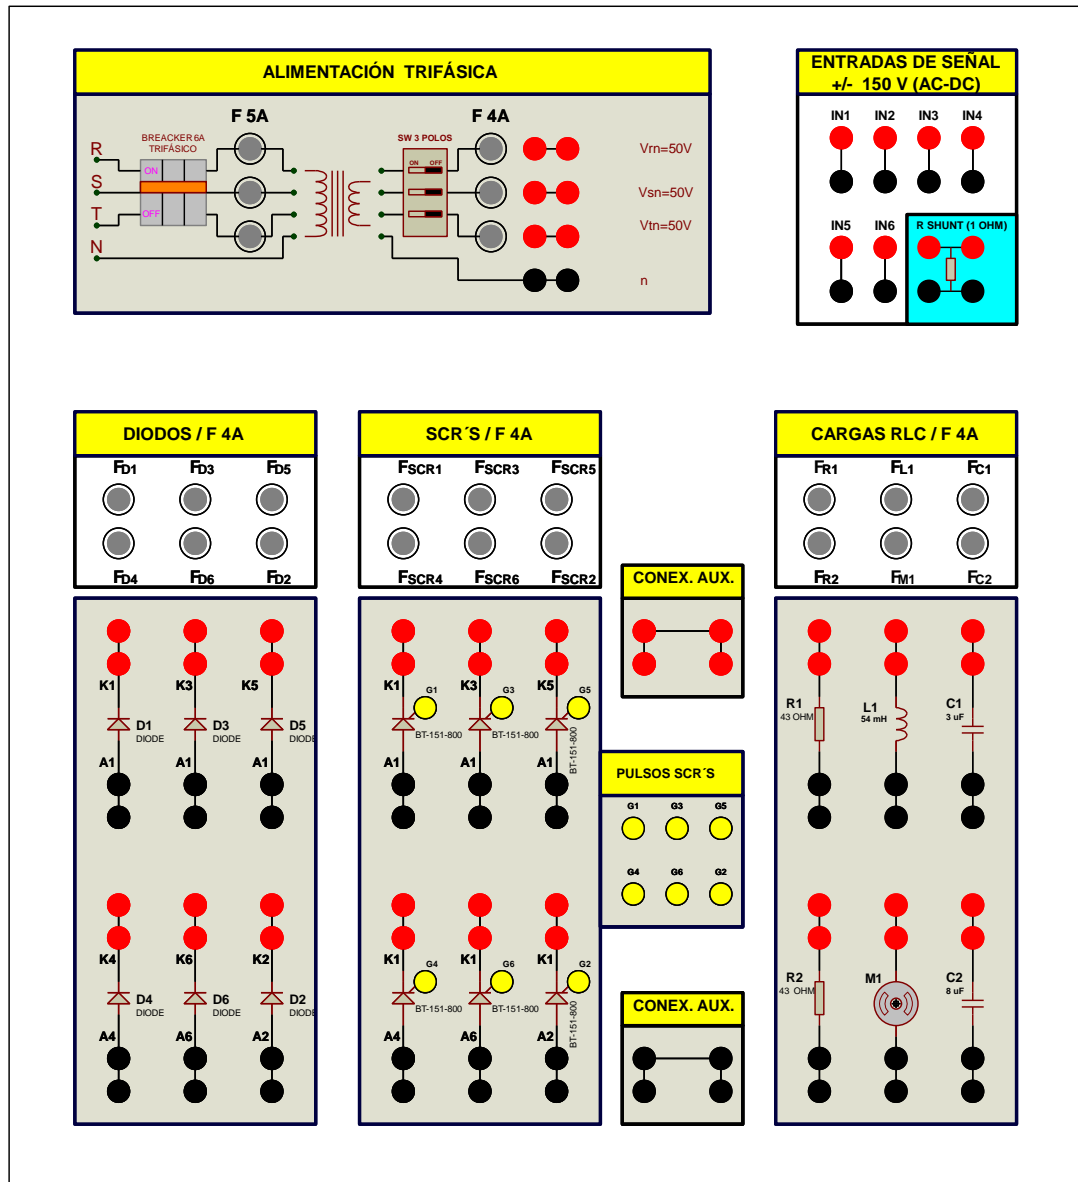 ALIMENTACIÓN TRIFÁSICA
F 5A
F 4A
BREACKER 6A
TRIFÁSICO
SW 3 POLOS
R
ON
ON OFF
Vrn=50V
S
Vsn=50V
T
OFF
Vtn=50V
N
n
ENTRADAS DE SEÑAL
+/- 150 V (AC-DC)
IN1 IN2 IN3 IN4
IN5 IN6 R SHUNT (1 OHM)
DIODOS / F 4A
FD1 FD3 FD5
FD4 FD6 FD2
K1 K3 K5
D1 D3 D5
DIODE DIODE DIODE
A1 A1 A1
K4 K6 K2
D4 D6 D2
DIODE DIODE DIODE
A4 A6 A2
SCR´S / F 4A
FSCR1 FSCR3 FSCR5
FSCR4 FSCR6 FSCR2
K1 G1 K3 G3 K5 G5
BT-151-800 BT-151-800 BT-151-800
A1 A1 A1
K1 G4 K1 G6 K1 G2
BT-151-800 BT-151-800 BT-151-800
A4 A6 A2
CONEX. AUX.
PULSOS SCR´S
G1 G3 G5
G4 G6 G2
CONEX. AUX.
CARGAS RLC / F 4A
FR1 FL1 FC1
FR2 FM1 FC2
R1 L1 C1
43 OHM 54 mH 3 uF
R2 M1 C2
43 OHM 8 uF